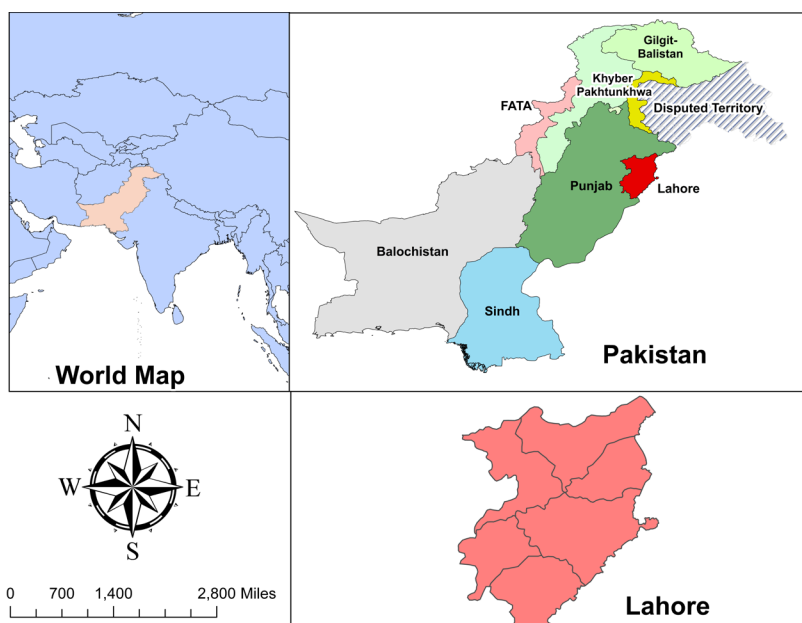 World Map
Gilgit-
Balistan
Khyber
Pakhtunkhwa
FATA
Disputed Territory
Punjab
Lahore
Balochistan
Sindh
Pakistan
N
W E
S
0 700 1,400 2,800 Miles
Lahore